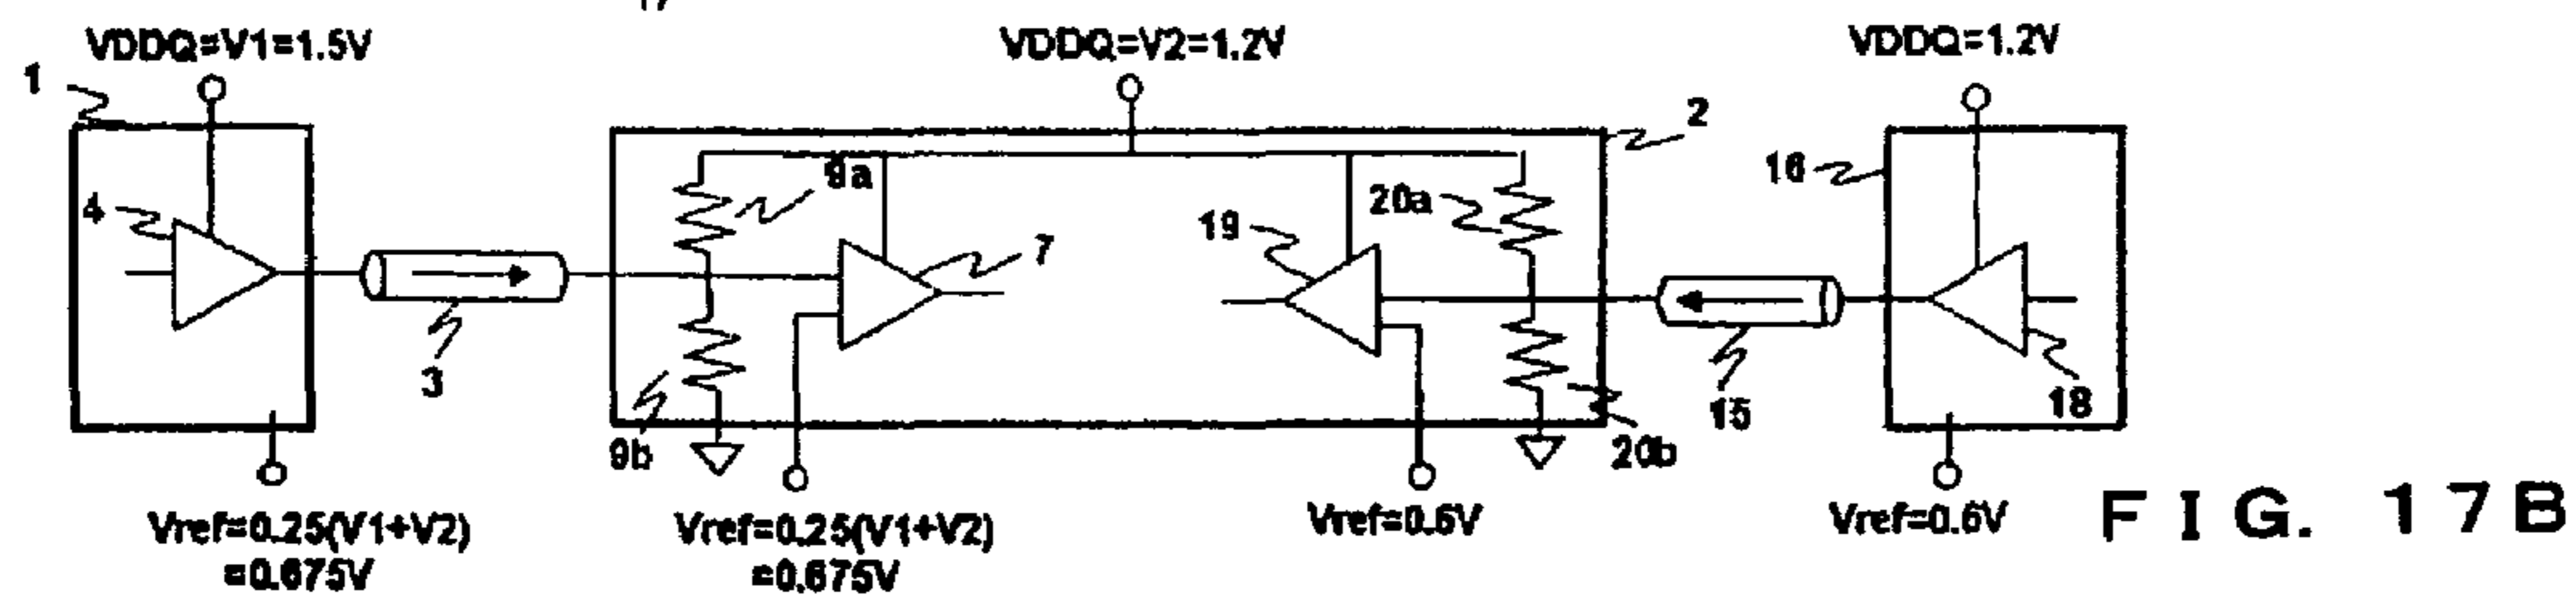 VDDQ=V1=1.5V
VDDQ=V2=1.2V
VDDQ=1.2V
1
2
9a
16
4
20a
19
7
3
15
18
9b
20b
Vref=0.25(V1+V2)
=0.675V
Vref=0.25(V1+V2)
=0.675V
Vref=0.6V
Vref=0.6V
FIG. 17B